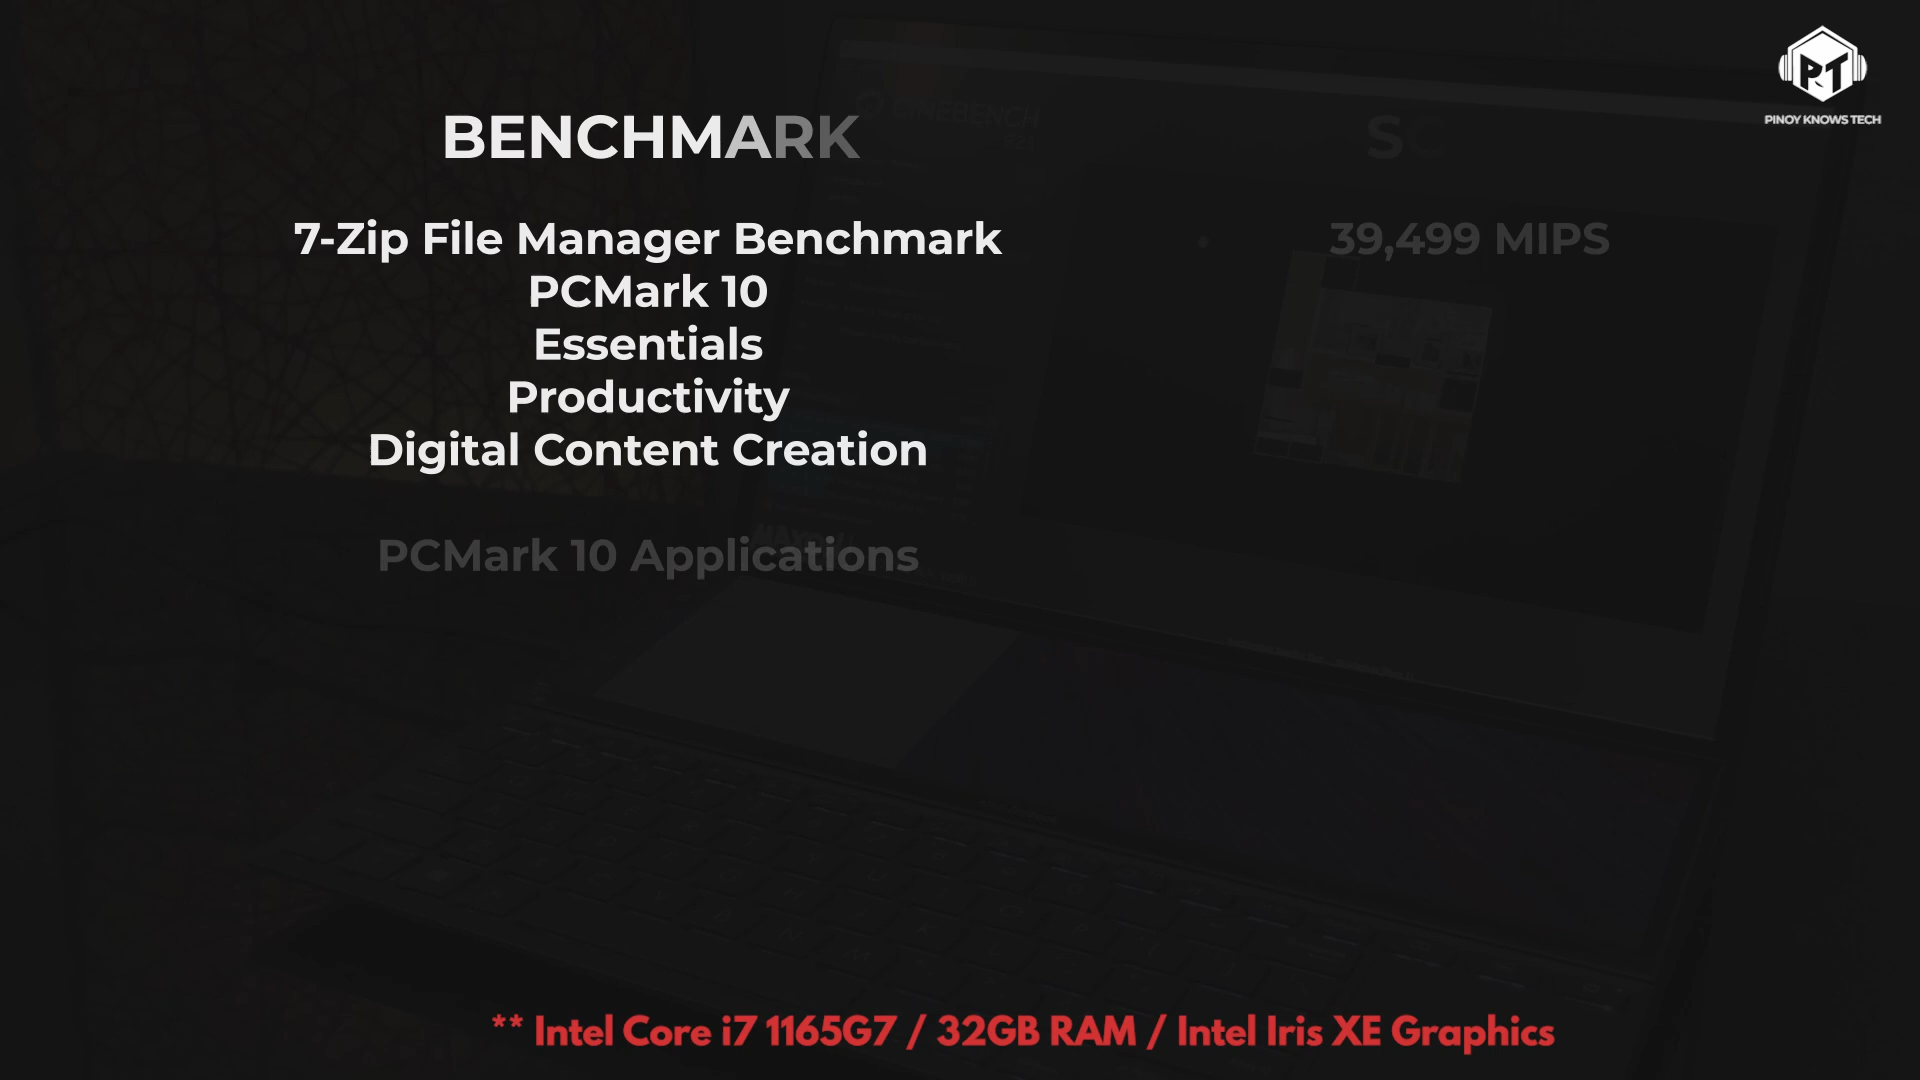 PT
PINOY KNOWS TECH
BENCHMARK
7-Zip File Manager Benchmark 39,499 MIPS
PCMark 10
Essentials
Productivity
Digital Content Creation
PCMark 10 Applications
** Intel Core i7 1165G7 / 32GB RAM / Intel Iris XE Graphics